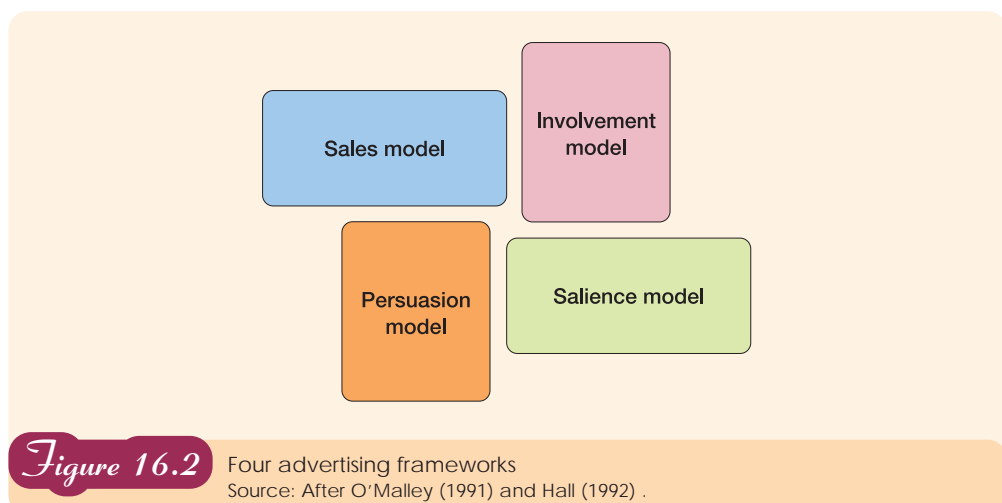 Sales model
Involvement
model
Persuasion
model
Salience model
Figure 16.2
Four advertising frameworks
Source: After O'Malley (1991) and Hall (1992) .